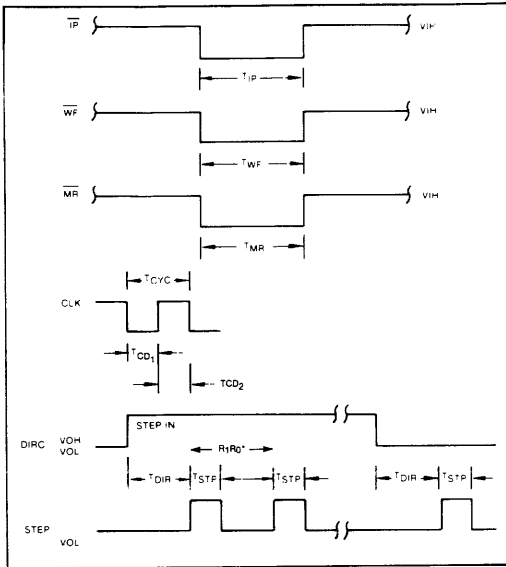 IP VIH
TIP
WF VIH
TWF
MR VIH
TMR
TCYC
CLK
TCD1
TCD2
STEP IN
DIRC VOH
VOL
R1R0*
TDIR TSTP TSTP TDIR TSTP
STEP
VOL